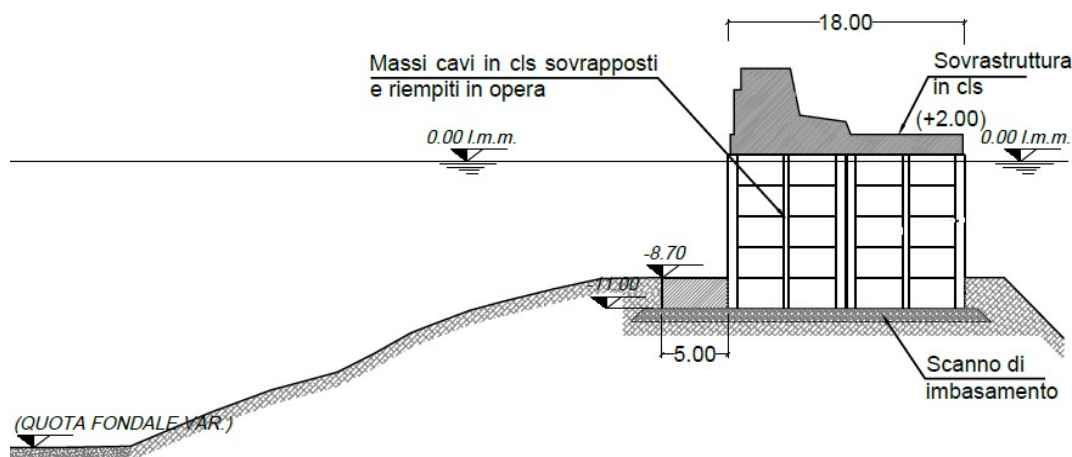 18.00
Massi cavi in cls sovrapposti
e riempiti in opera
Sovrastruttura
in cls
(+2.00)
0.00 l.m.m.
0.00 l.m.m.
-8.70
-11.00
5.00
Scanno di
imbasamento
(QUOTA FONDALE VAR.)